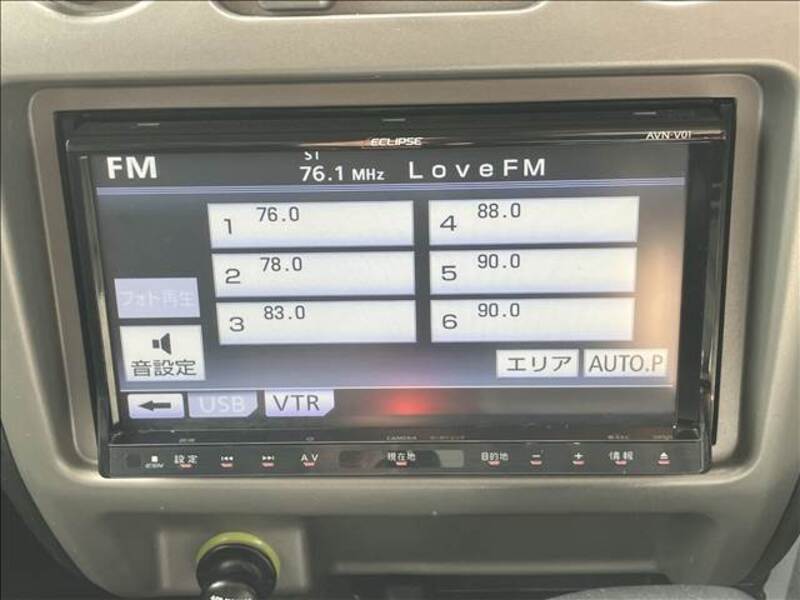 ECLIPSE AVN-V01
FM ST 76.1 MHz LoveFM
1 76.0
4 88.0
2 78.0
5 90.0
3 83.0
6 90.0
フォト再生
音設定
エリア AUTO.P
USB VTR
ESN 設定 AV 現在地 目的地 − + 情報